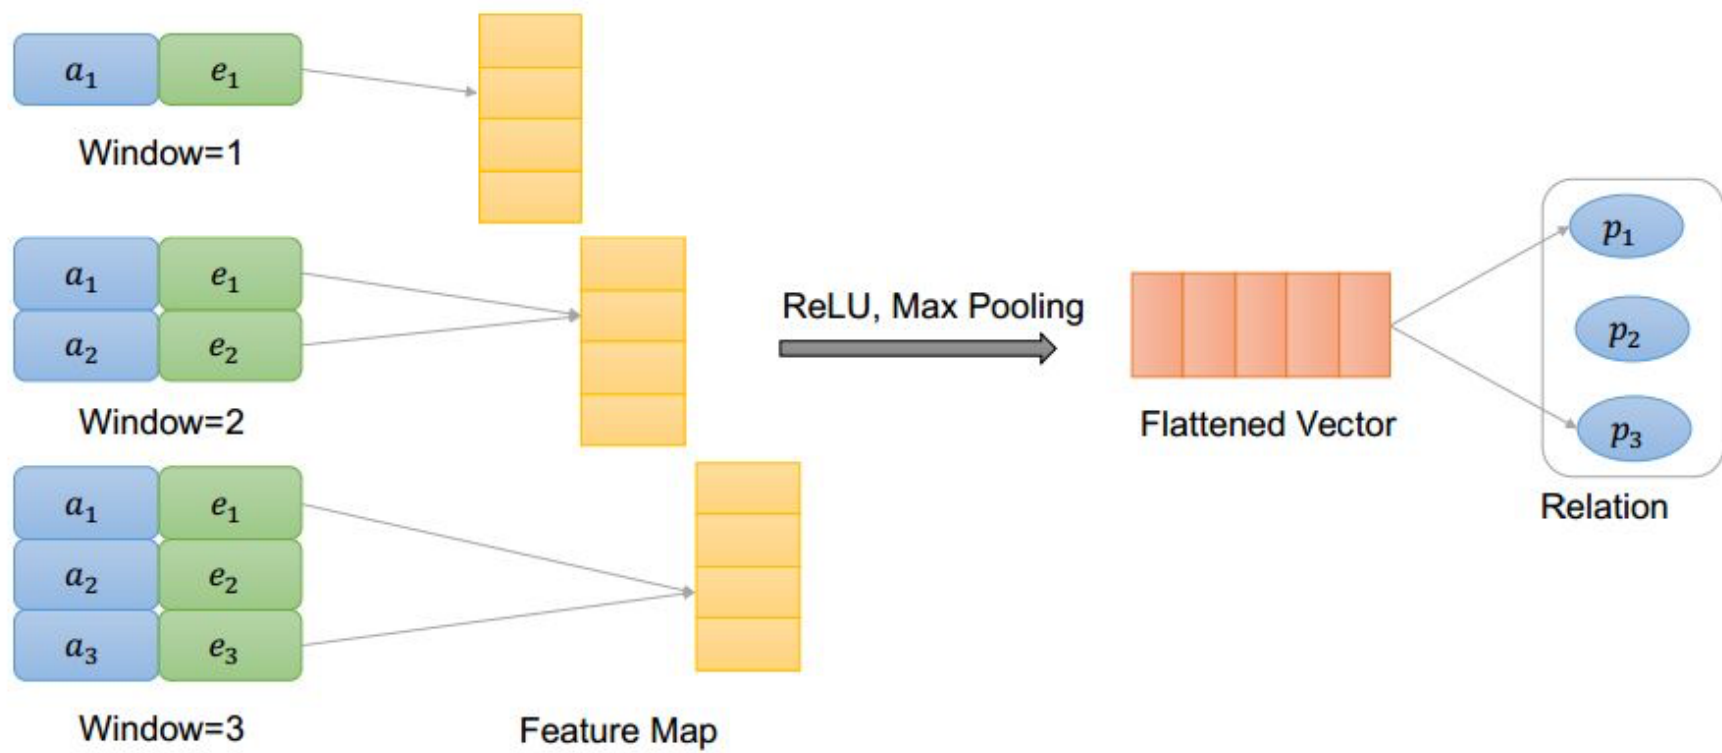 a₁ e₁
Window=1
a₁ e₁
a₂ e₂
Window=2
a₁ e₁
a₂ e₂
a₃ e₃
Window=3
Feature Map
ReLU, Max Pooling
Flattened Vector
p₁
p₂
p₃
Relation